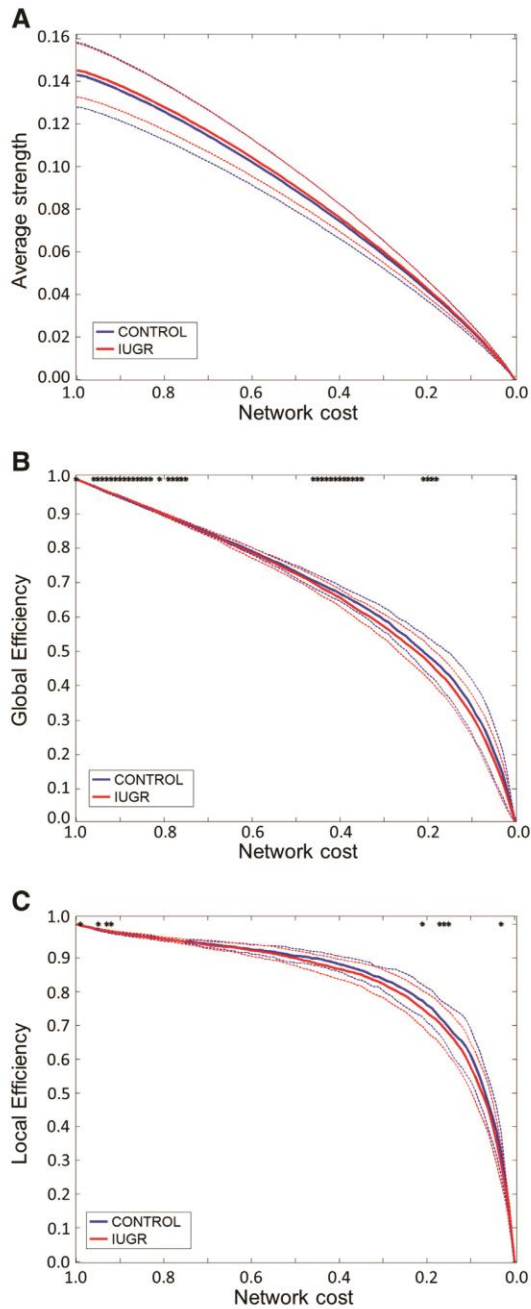 A
0.16
0.14
0.12
0.10
0.08
0.06
0.04
0.02
0.00
Average strength
CONTROL
IUGR
1.0 0.8 0.6 0.4 0.2 0.0
Network cost
B
1.0
0.9
0.8
0.7
0.6
0.5
0.4
0.3
0.2
0.1
0.0
Global Efficiency
CONTROL
IUGR
1.0 0.8 0.6 0.4 0.2 0.0
Network cost
C
1.0
0.9
0.8
0.7
0.6
0.5
0.4
0.3
0.2
0.1
0.0
Local Efficiency
CONTROL
IUGR
1.0 0.8 0.6 0.4 0.2 0.0
Network cost